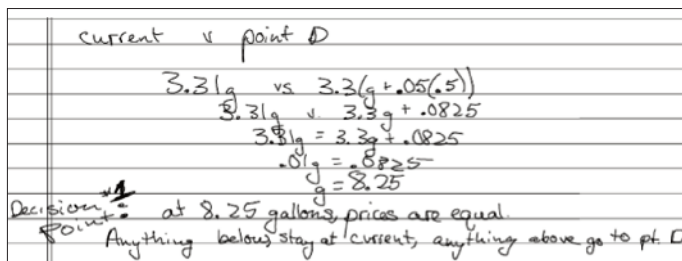 current v point D
3.31g vs 3.3(g + .05(.5))
3.31g v. 3.3g + .0825
3.31g = 3.3g + .0825
.01g = .0825
g = 8.25
Decision Point #1: at 8.25 gallons, prices are equal.
Anything below, stay at current, anything above go to pt. D